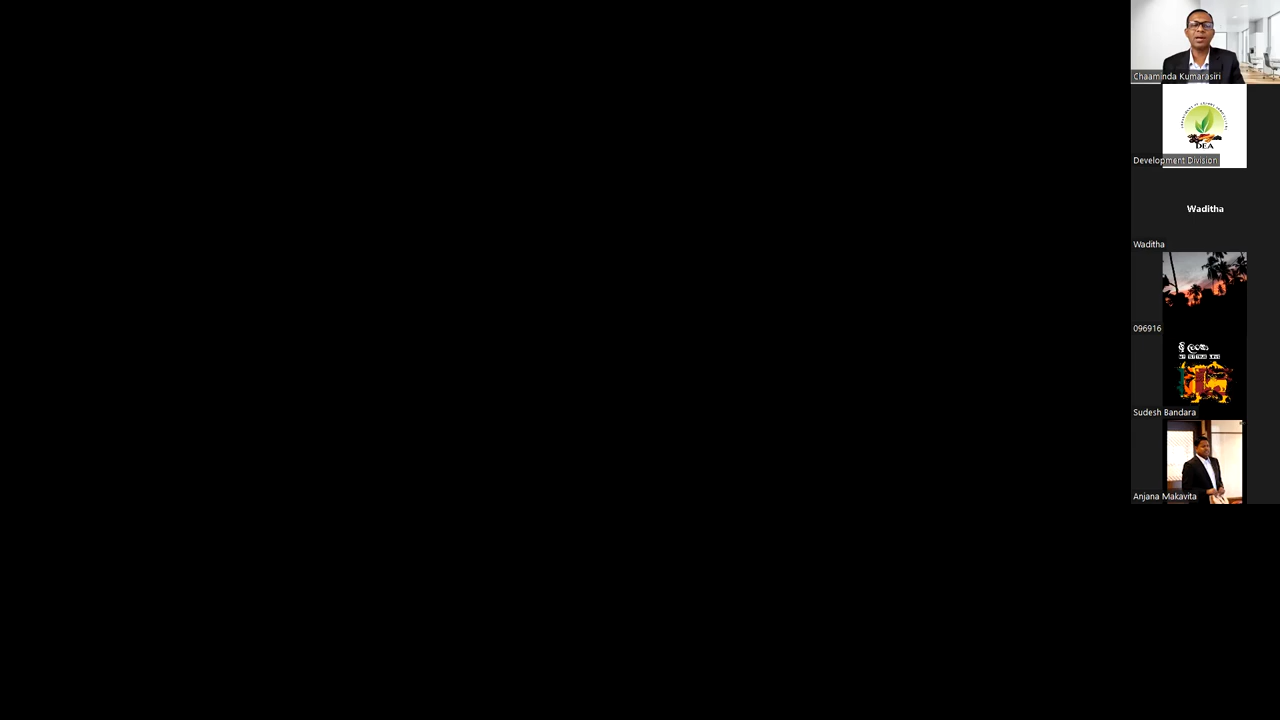 Chaaminda Kumarasiri
DEA
Development Division
Waditha
Waditha
096916
ශ්‍රී ලංකා
Sudesh Bandara
Anjana Makavita